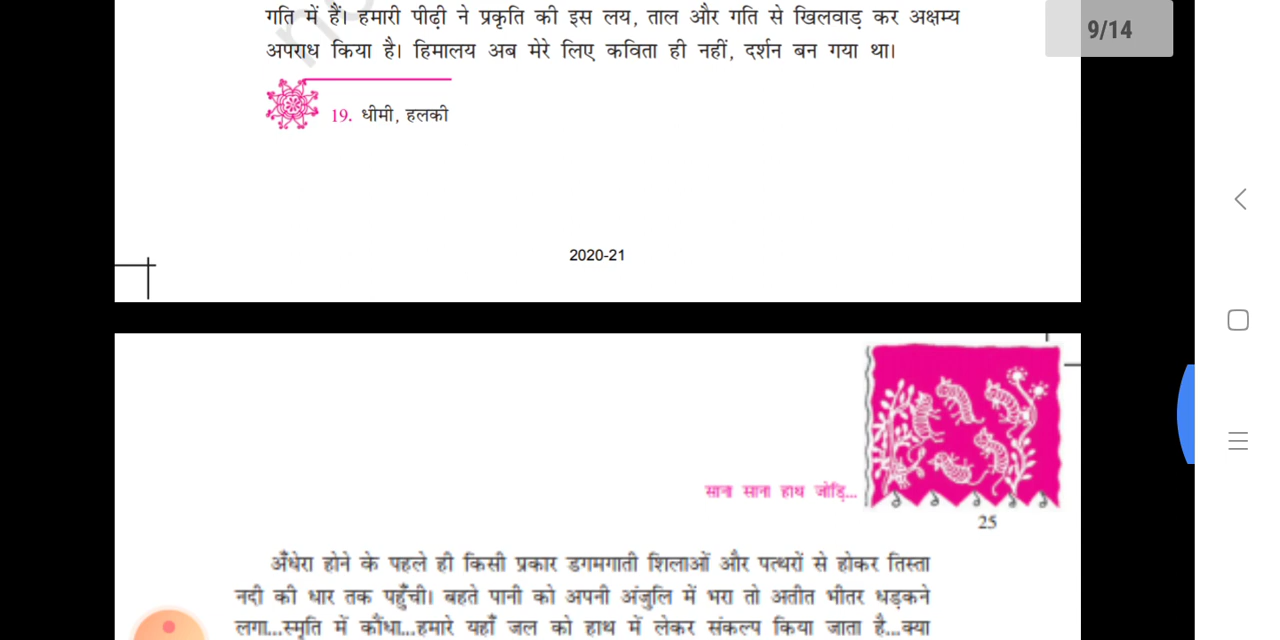 गति में हैं। हमारी पीढ़ी ने प्रकृति की इस लय, ताल और गति से खिलवाड़ कर अक्षम्य
अपराध किया है। हिमालय अब मेरे लिए कविता ही नहीं, दर्शन बन गया था।
19. धीमी, हलकी
2020-21
9/14
साना साना हाथ जोड़ि...
25
अँधेरा होने के पहले ही किसी प्रकार डगमगाती शिलाओं और पत्थरों से होकर तिस्ता
नदी की धार तक पहुँची। बहते पानी को अपनी अंजुलि में भरा तो अतीत भीतर धड़कने
लगा...स्मृति में कौंधा...हमारे यहाँ जल को हाथ में लेकर संकल्प किया जाता है...क्या